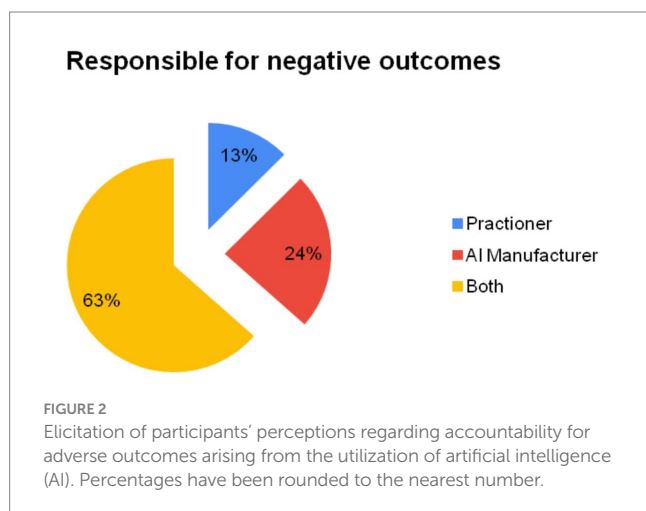 Responsible for negative outcomes
13%
24%
63%
Practioner
AI Manufacturer
Both
FIGURE 2
Elicitation of participants’ perceptions regarding accountability for
adverse outcomes arising from the utilization of artificial intelligence
(AI). Percentages have been rounded to the nearest number.